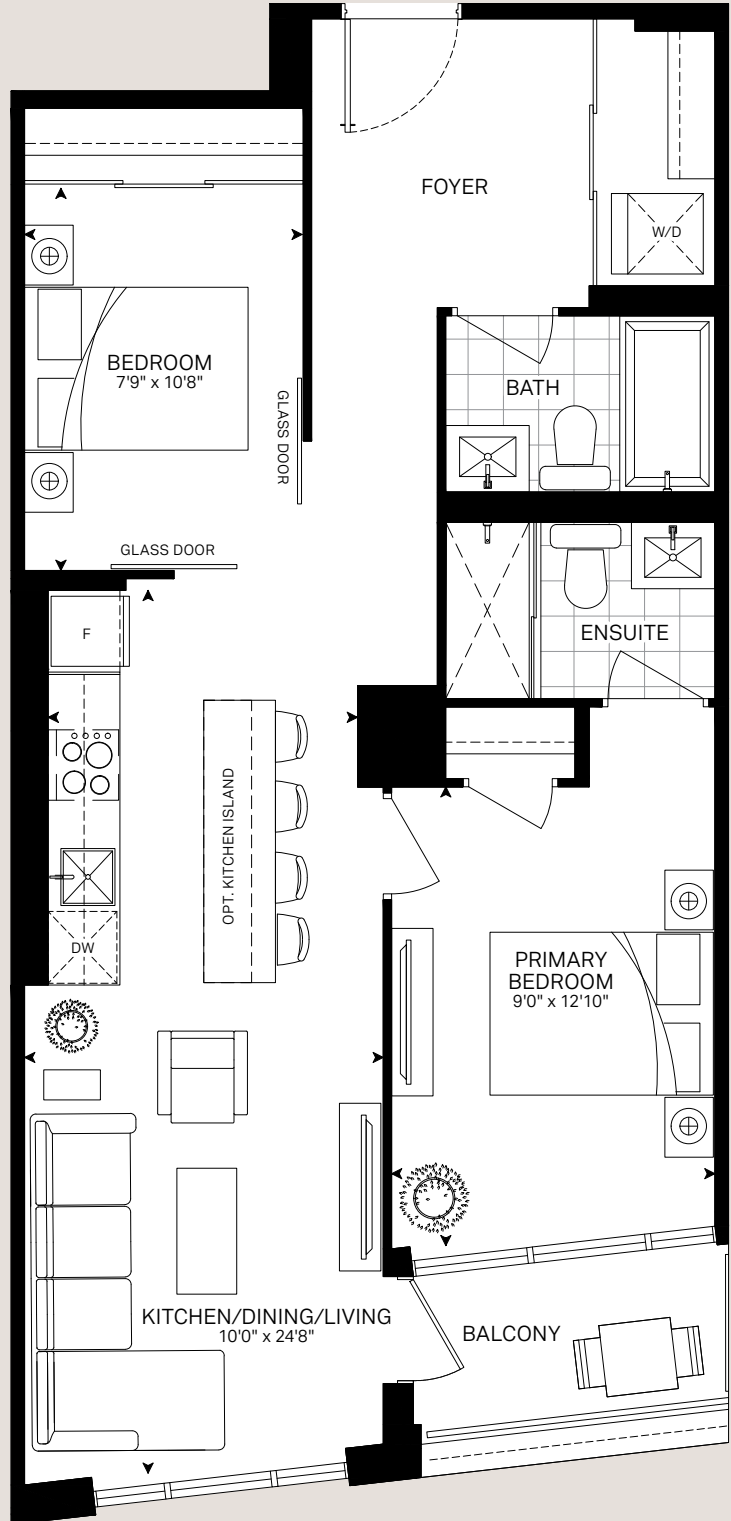 FOYER
W/D
BEDROOM
7'9" x 10'8"
GLASS DOOR
BATH
GLASS DOOR
F
ENSUITE
OPT. KITCHEN ISLAND
DW
PRIMARY
BEDROOM
9'0" x 12'10"
KITCHEN/DINING/LIVING
10'0" x 24'8"
BALCONY